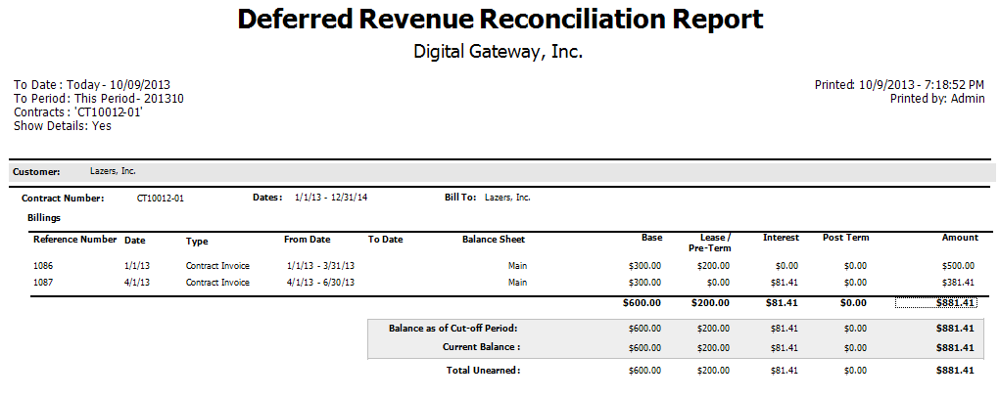 Deferred Revenue Reconciliation Report
Digital Gateway, Inc.
To Date : Today - 10/09/2013
Printed: 10/9/2013 - 7:18:52 PM
To Period: This Period - 201310
Printed by: Admin
Contracts : 'CT10012-01'
Show Details: Yes
Customer: Lazers, Inc.
Contract Number: CT10012-01 Dates: 1/1/13 - 12/31/14 Bill To: Lazers, Inc.
Billings
Reference Number Date Type From Date To Date Balance Sheet Base Lease / Pre-Term Interest Post Term Amount
1086 1/1/13 Contract Invoice 1/1/13 - 3/31/13 Main $300.00 $200.00 $0.00 $0.00 $500.00
1087 4/1/13 Contract Invoice 4/1/13 - 6/30/13 Main $300.00 $0.00 $81.41 $0.00 $381.41
$600.00 $200.00 $81.41 $0.00 $881.41
Balance as of Cut-off Period: $600.00 $200.00 $81.41 $0.00 $881.41
Current Balance : $600.00 $200.00 $81.41 $0.00 $881.41
Total Unearned: $600.00 $200.00 $81.41 $0.00 $881.41